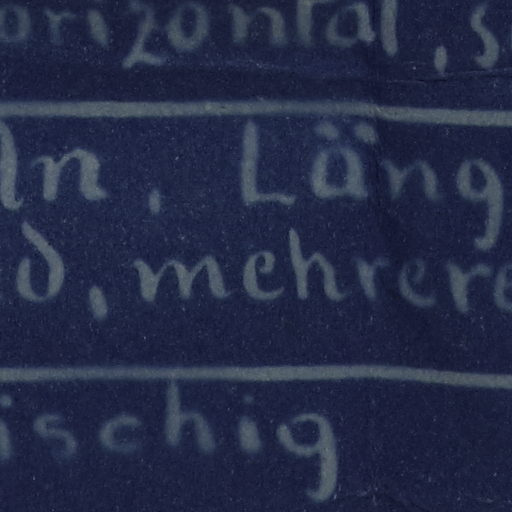 orizontal, s
ln, Läng
d, mehrere
ischig